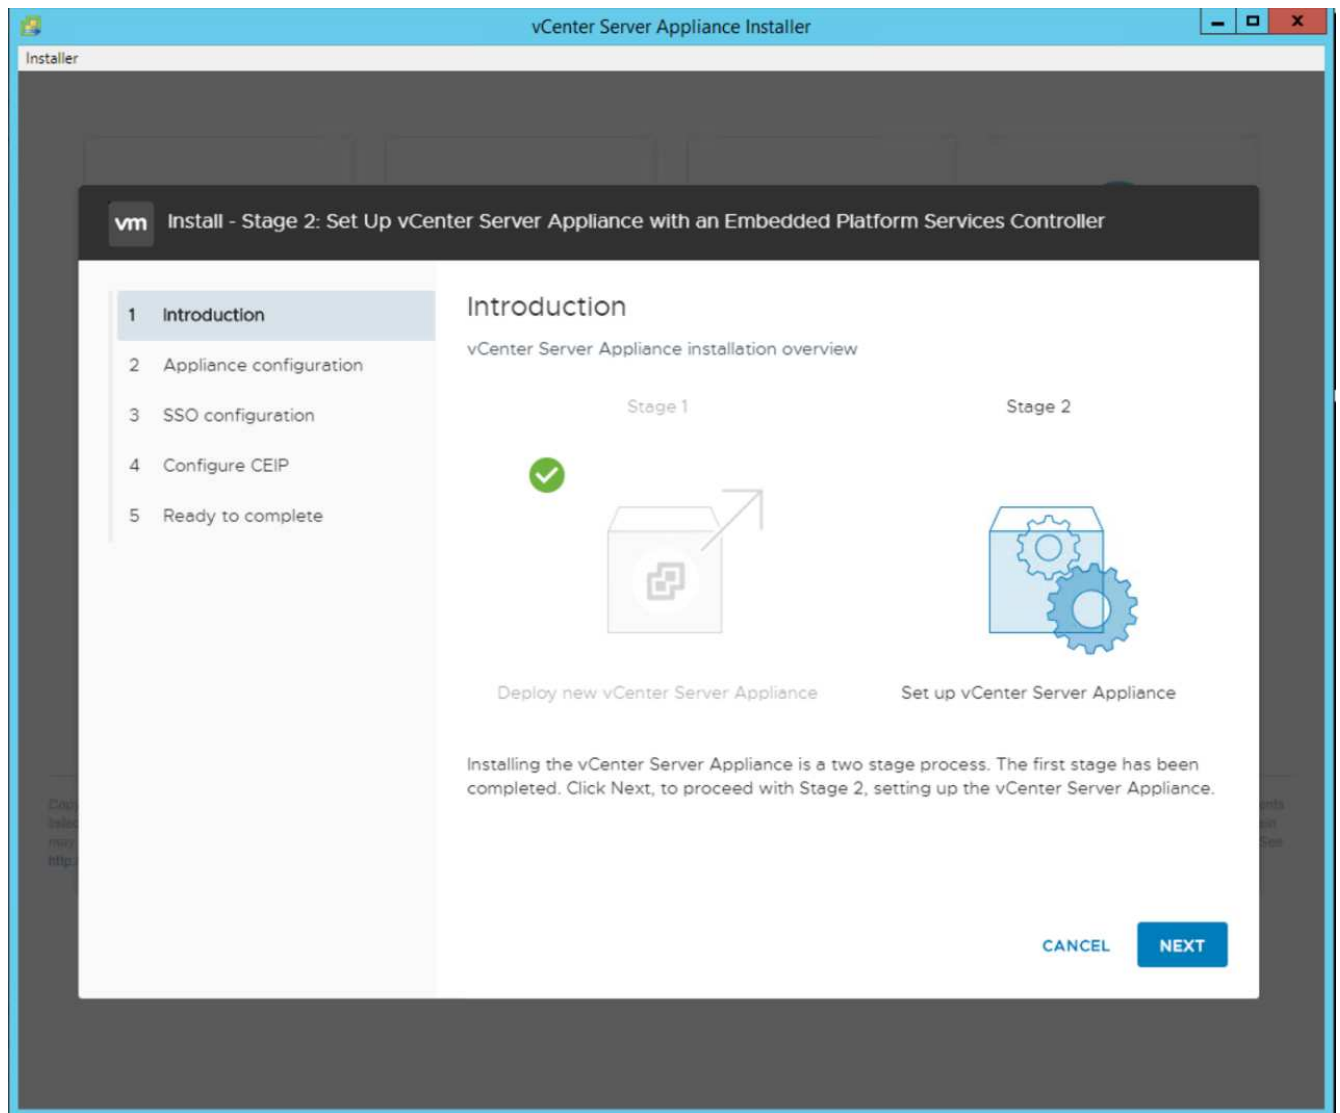 vCenter Server Appliance Installer
Installer
vm Install - Stage 2: Set Up vCenter Server Appliance with an Embedded Platform Services Controller
1 Introduction
2 Appliance configuration
3 SSO configuration
4 Configure CEIP
5 Ready to complete
Introduction
vCenter Server Appliance installation overview
Stage 1
Stage 2
Deploy new vCenter Server Appliance
Set up vCenter Server Appliance
Installing the vCenter Server Appliance is a two stage process. The first stage has been
completed. Click Next, to proceed with Stage 2, setting up the vCenter Server Appliance.
CANCEL
NEXT
may
See